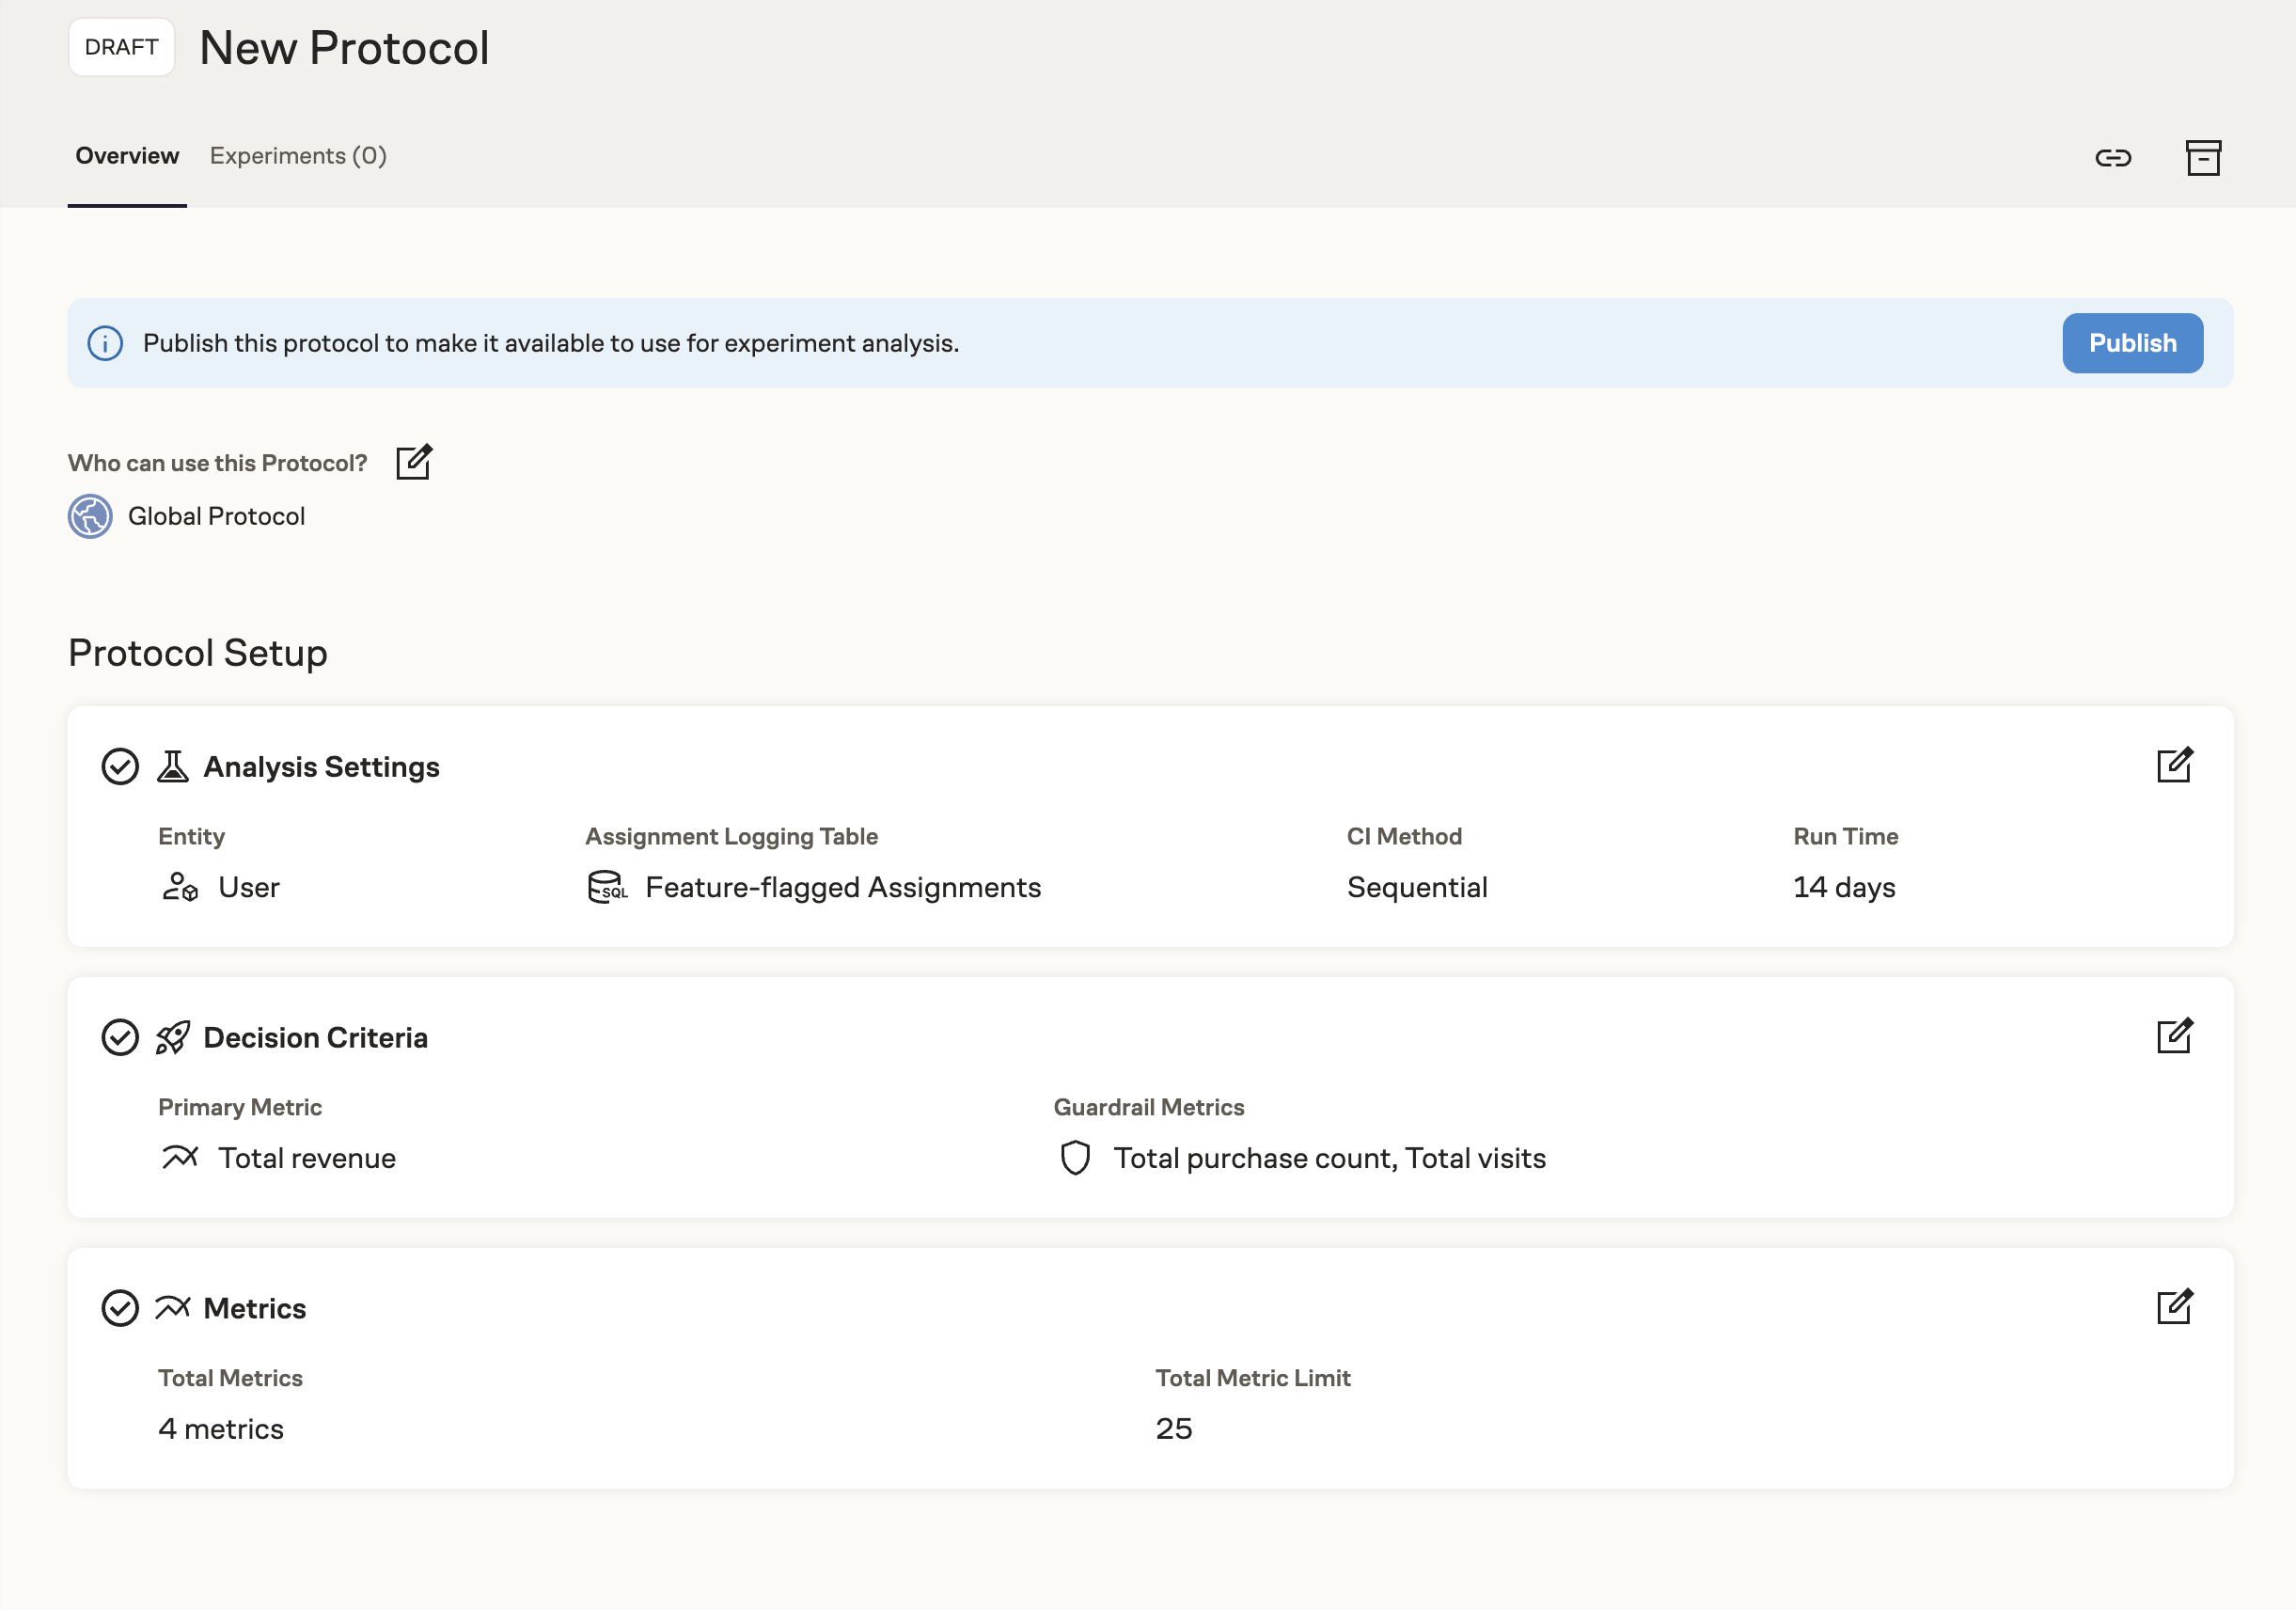 DRAFT New Protocol
Overview Experiments (0)
Publish this protocol to make it available to use for experiment analysis. Publish
Who can use this Protocol?
Global Protocol
Protocol Setup
Analysis Settings
Entity Assignment Logging Table CI Method Run Time
User SQL Feature-flagged Assignments Sequential 14 days
Decision Criteria
Primary Metric Guardrail Metrics
Total revenue Total purchase count, Total visits
Metrics
Total Metrics Total Metric Limit
4 metrics 25